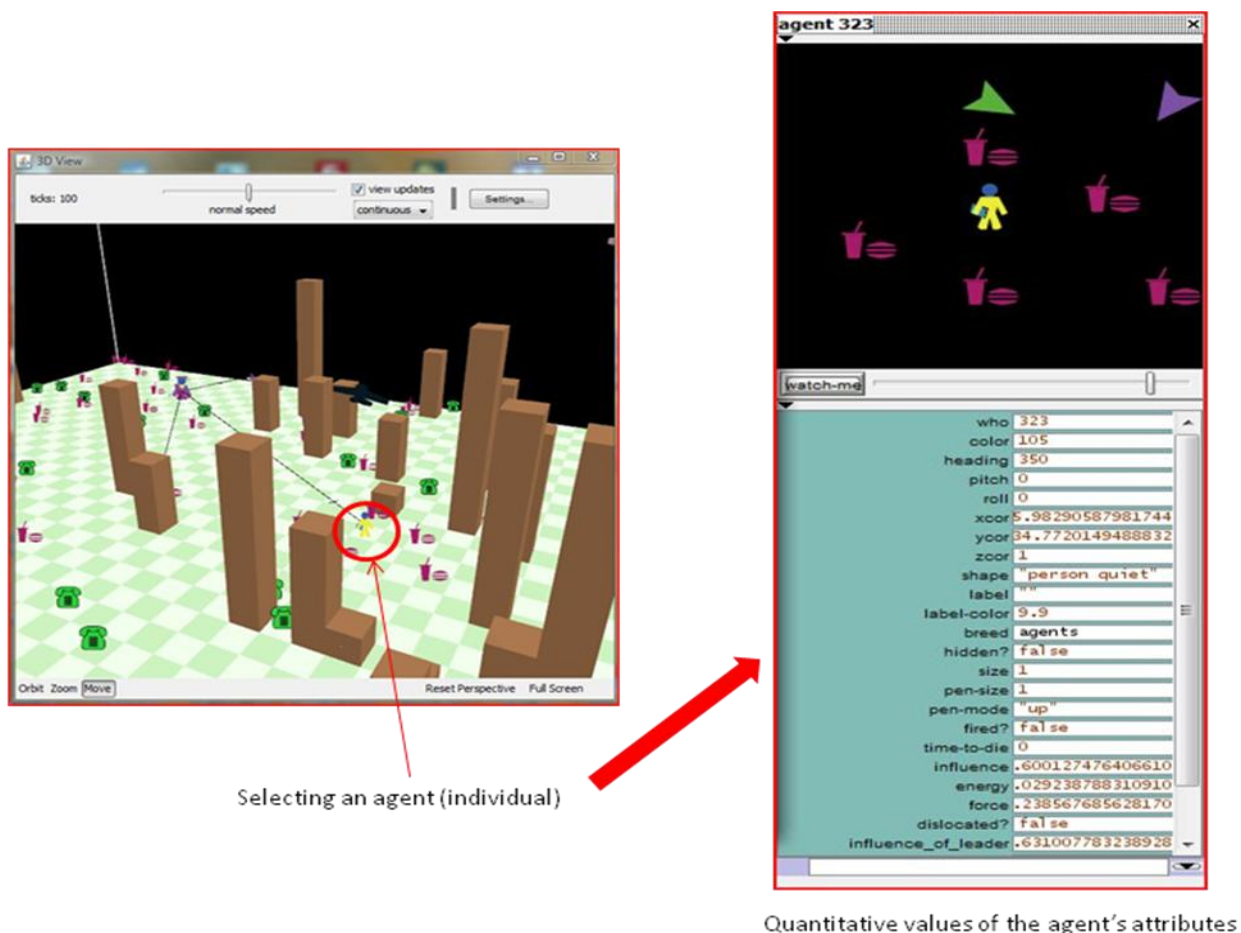 3D View
ticks: 100
normal speed
view updates
continuous
Settings...
Orbit Zoom Move
Reset Perspective Full Screen
Selecting an agent (individual)
agent 323
watch-me
who 323
color 105
heading 350
pitch 0
roll 0
xcor 5.98290587981744
ycor 34.7720149488832
zcor 1
shape "person quiet"
label ""
label-color 9.9
breed agents
hidden? false
size 1
pen-size 1
pen-mode "up"
fired? false
time-to-die 0
influence .600127476406610
energy .029238788310910
force .238567685628170
dislocated? false
influence_of_leader .631007783238928
Quantitative values of the agent's attributes